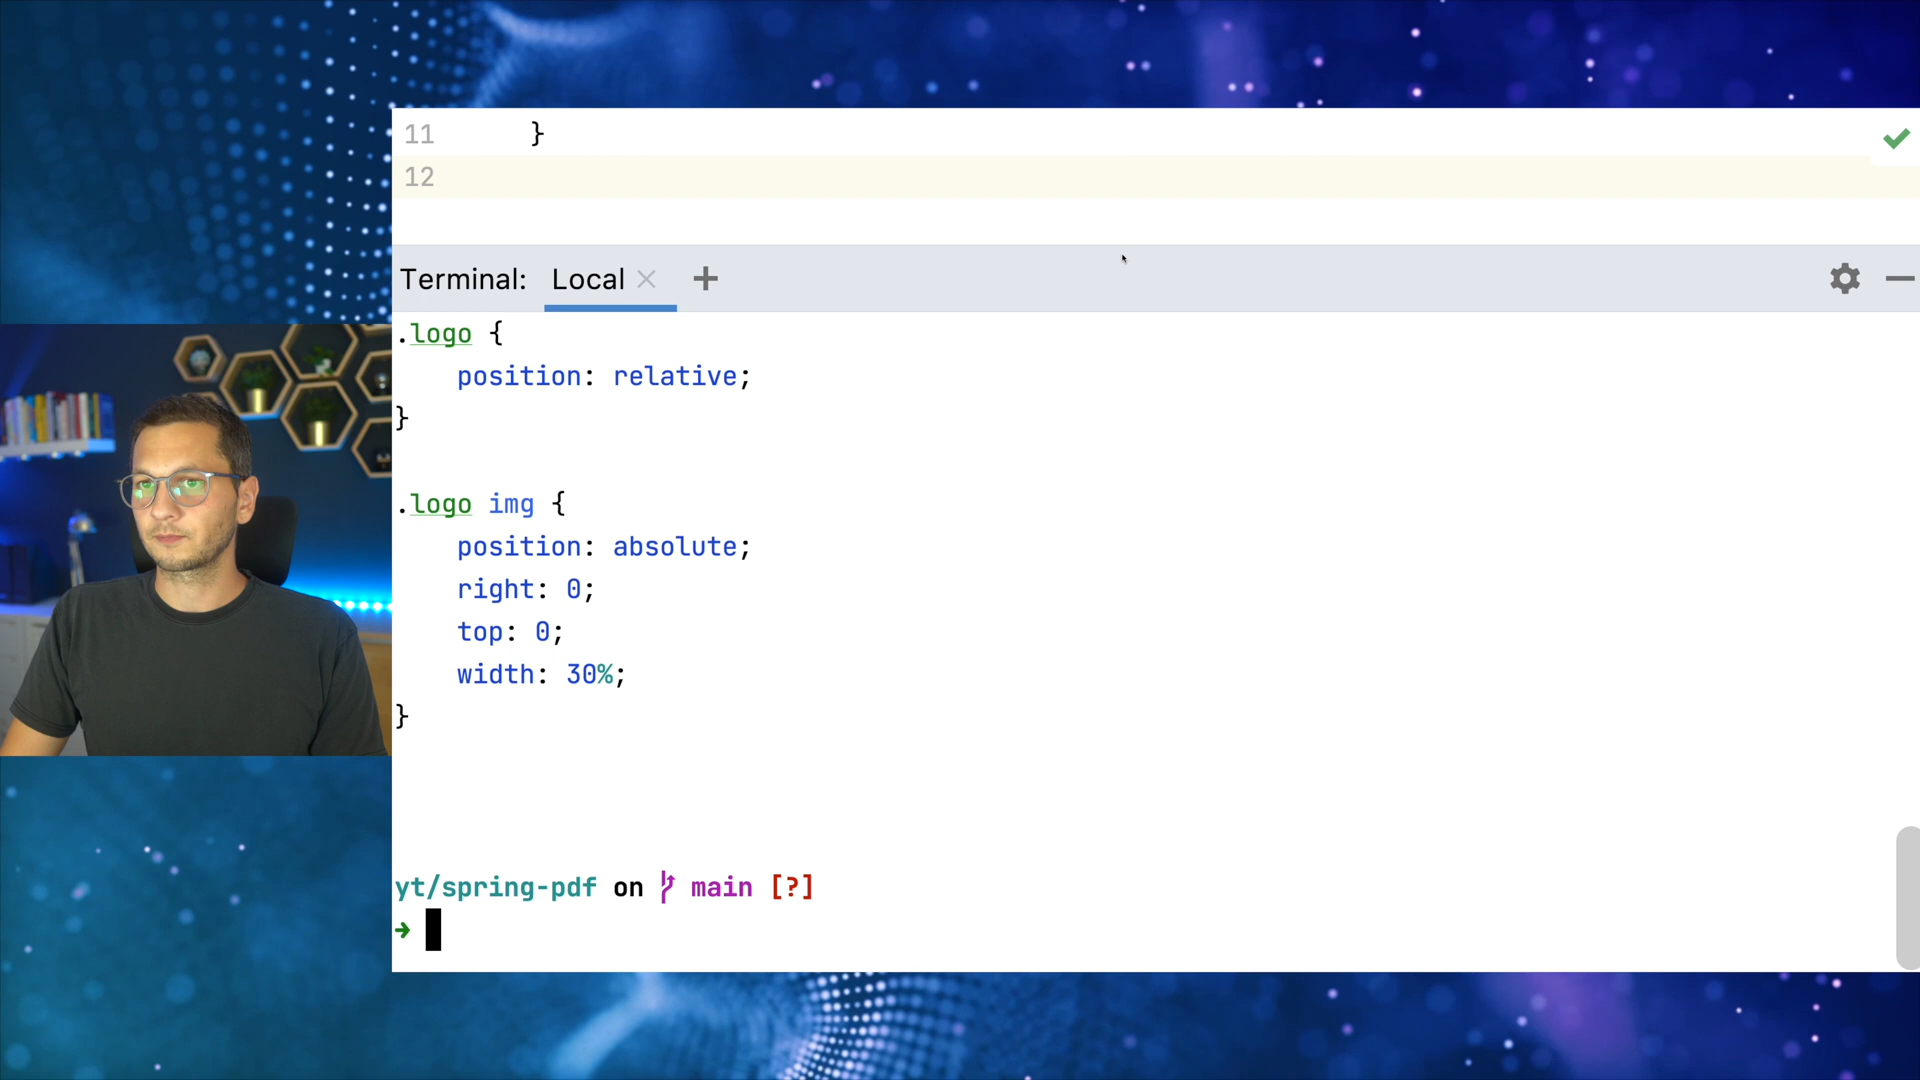 11 }
12
Terminal: Local
.logo {
position: relative;
}
.logo img {
position: absolute;
right: 0;
top: 0;
width: 30%;
}
yt/spring-pdf on main [?]
➜